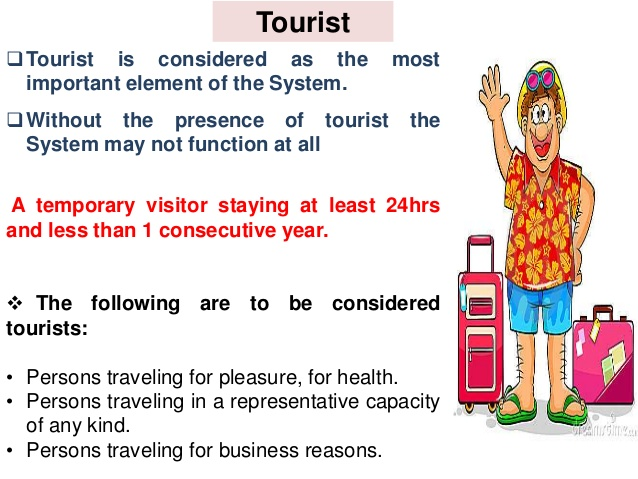 Tourist
❑Tourist is considered as the most
important element of the System.
❑Without the presence of tourist the
System may not function at all
A temporary visitor staying at least 24hrs
and less than 1 consecutive year.
❖ The following are to be considered
tourists:
• Persons traveling for pleasure, for health.
• Persons traveling in a representative capacity
of any kind.
• Persons traveling for business reasons.